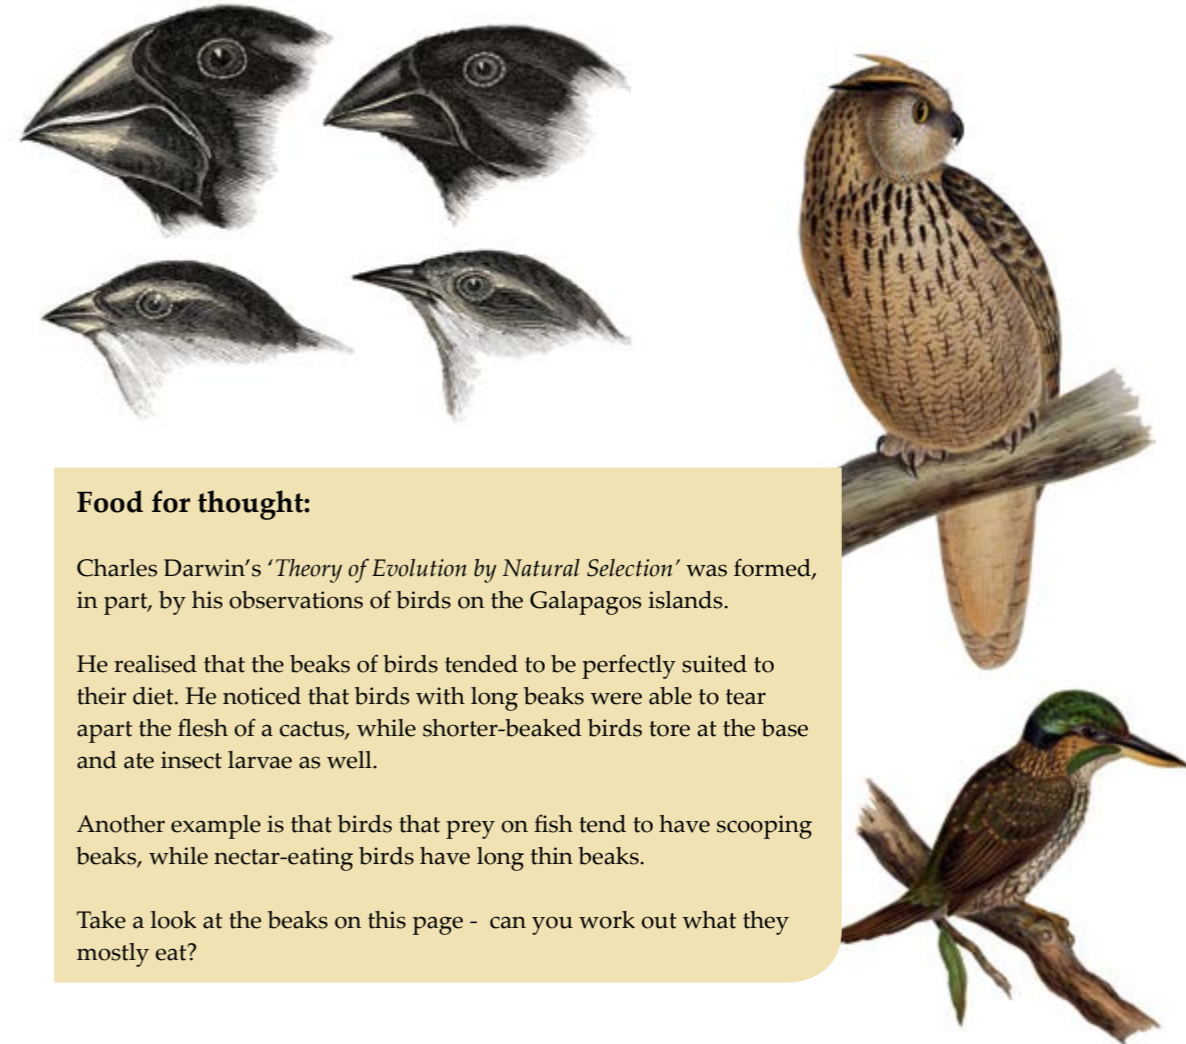 Food for thought:
Charles Darwin’s ‘Theory of Evolution by Natural Selection’ was formed,
in part, by his observations of birds on the Galapagos islands.
He realised that the beaks of birds tended to be perfectly suited to
their diet. He noticed that birds with long beaks were able to tear
apart the flesh of a cactus, while shorter-beaked birds tore at the base
and ate insect larvae as well.
Another example is that birds that prey on fish tend to have scooping
beaks, while nectar-eating birds have long thin beaks.
Take a look at the beaks on this page -  can you work out what they
mostly eat?